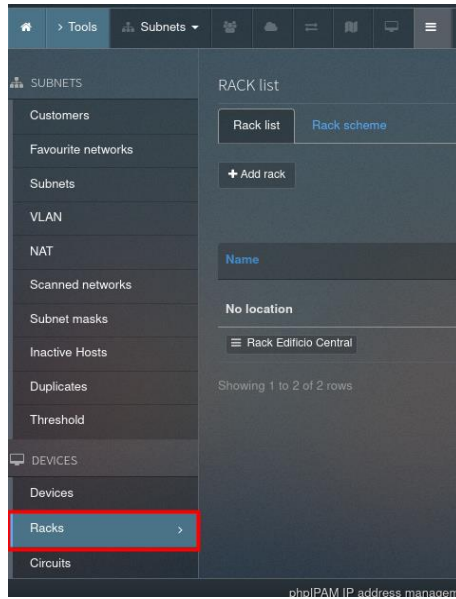 > Tools
Subnets
SUBNETS
Customers
Favourite networks
Subnets
VLAN
NAT
Scanned networks
Subnet masks
Inactive Hosts
Duplicates
Threshold
DEVICES
Devices
Racks >
Circuits
RACK list
Rack list Rack scheme
+ Add rack
Name
No location
Rack Edificio Central
Showing 1 to 2 of 2 rows
phpIPAM IP address managem